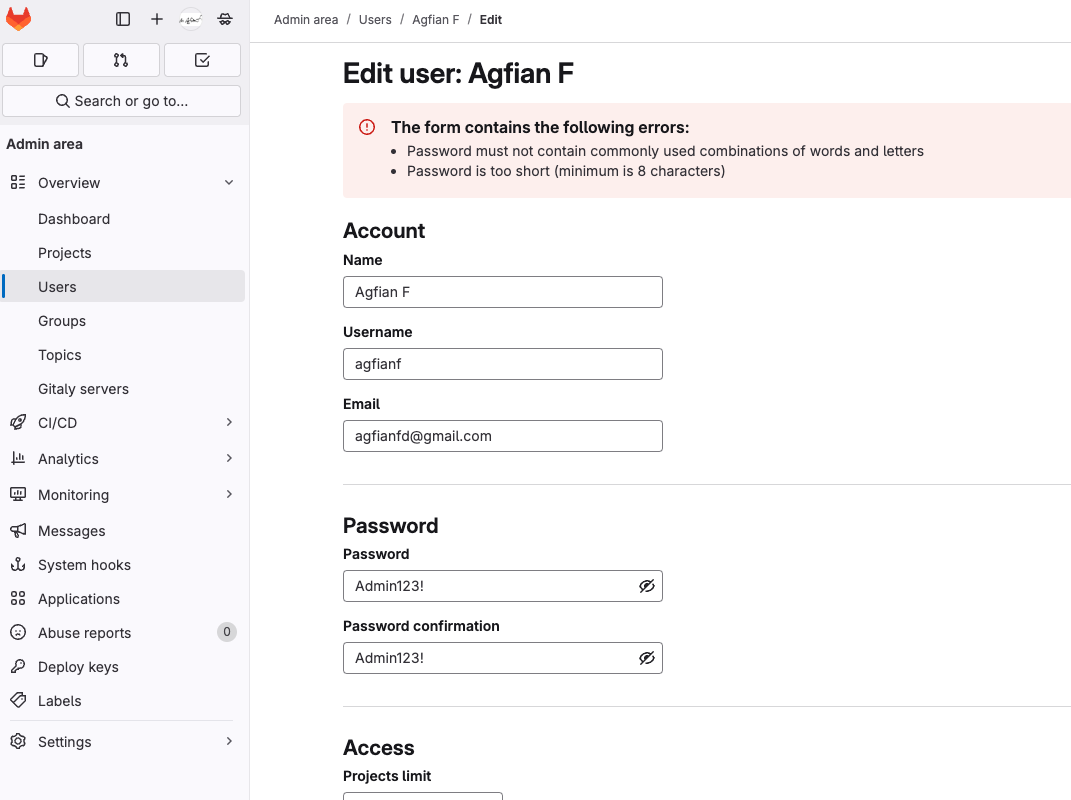 Admin area / Users / Agfian F / Edit
Search or go to...
Admin area
Overview
Dashboard
Projects
Users
Groups
Topics
Gitaly servers
CI/CD
Analytics
Monitoring
Messages
System hooks
Applications
Abuse reports 0
Deploy keys
Labels
Settings
Edit user: Agfian F
The form contains the following errors:
• Password must not contain commonly used combinations of words and letters
• Password is too short (minimum is 8 characters)
Account
Name
Agfian F
Username
agfianf
Email
agfianfd@gmail.com
Password
Password
Admin123!
Password confirmation
Admin123!
Access
Projects limit